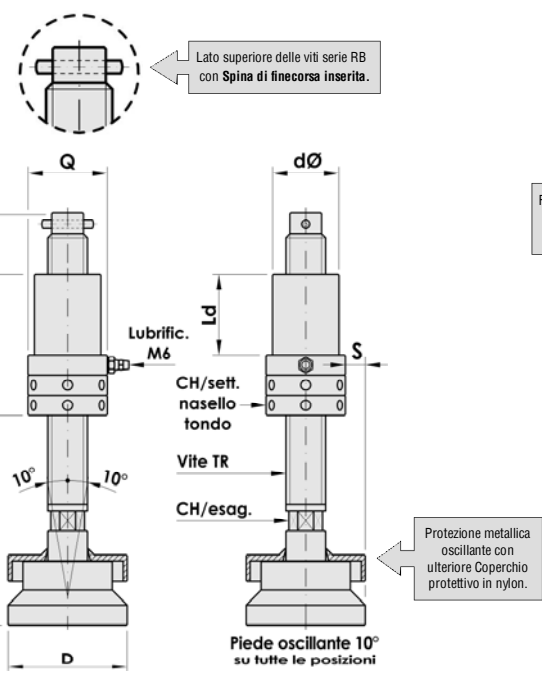 Lato superiore delle viti serie RB
con Spina di finecorsa inserita.
Q
dØ
Ld
Lubrific.
M6
S
CH/sett.
nasello
tondo
Vite TR
10°
10°
CH/esag.
Protezione metallica
oscillante con
ulteriore Coperchio
protettivo in nylon.
D
Piede oscillante 10°
su tutte le posizioni